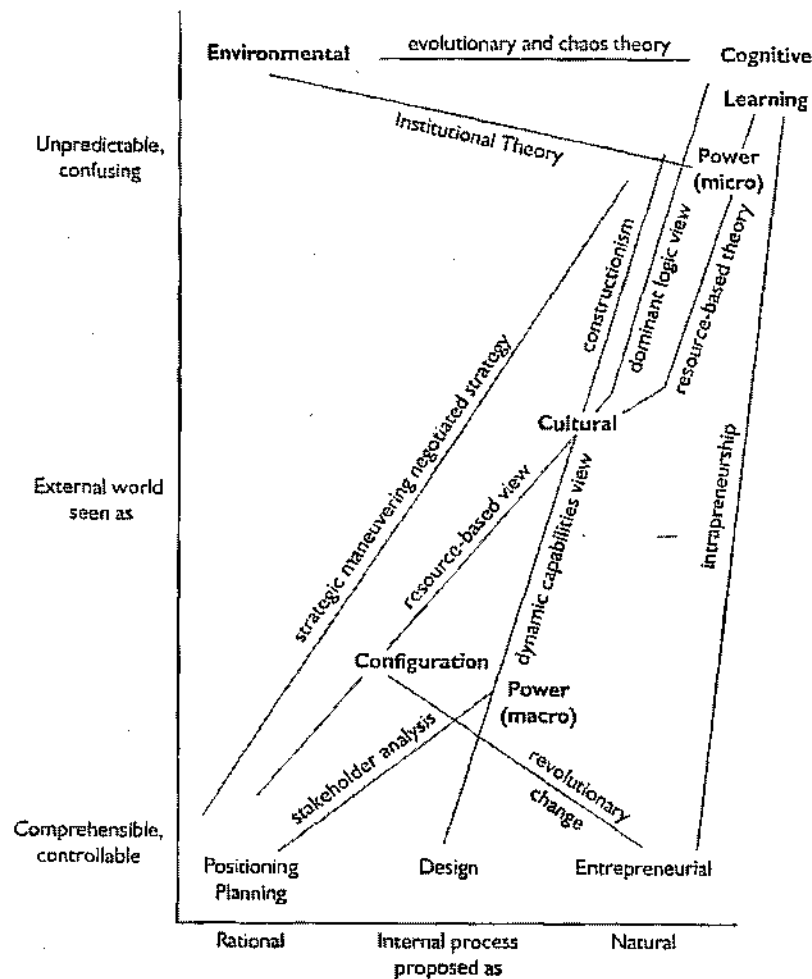 Environmental
evolutionary and chaos theory
Cognitive
Learning
Institutional Theory
Unpredictable,
confusing
Power
(micro)
constructionism
dominant logic view
resource-based theory
strategic maneuvering negotiated strategy
Cultural
External world
seen as
resource-based view
dynamic capabilities view
intrapreneurship
Configuration
Power
(macro)
stakeholder analysis
revolutionary
change
Comprehensible,
controllable
Positioning
Planning
Design
Entrepreneurial
Rational
Internal process
proposed as
Natural